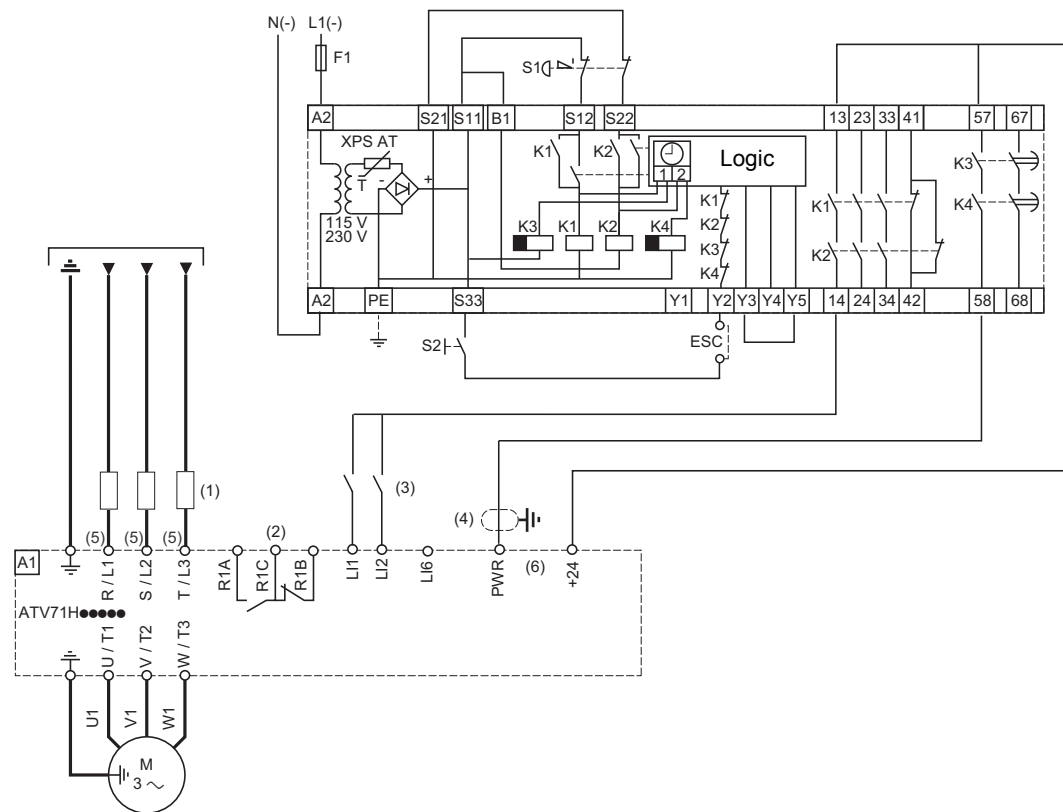 N(-) L1(-)
F1
S1
A2 S21 S11 B1 S12 S22 13 23 33 41 57 67
XPS AT
K1 K2
Logic
1 2
T - +
115 V
230 V
K3 K1 K2 K4
K1
K2
K3
K4
K1
K2
K3
K4
A2 PE S33 Y1 Y2 Y3 Y4 Y5 14 24 34 42 58 68
S2
ESC
(1)
(3)
(4)
(5) (5) (5)
(2)
(6)
A1
R / L1
S / L2
T / L3
R1A
R1C
R1B
LI1
LI2
LI6
PWR
+24
ATV71H●●●●●
U / T1
V / T2
W / T3
U1
V1
W1
M
3 ~